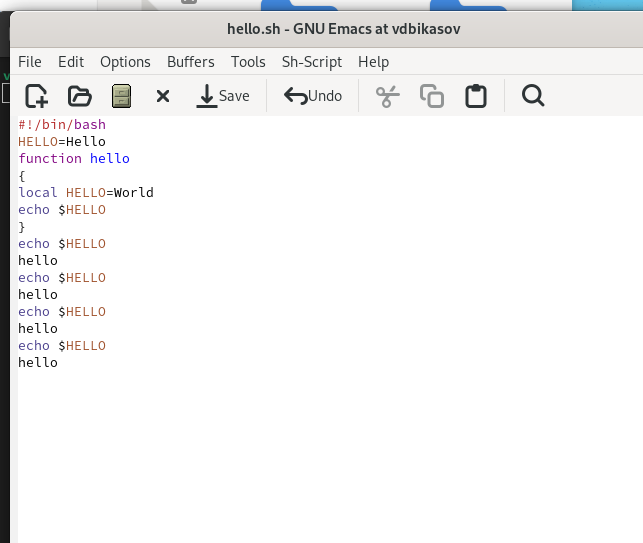 hello.sh - GNU Emacs at vdbikasov
File Edit Options Buffers Tools Sh-Script Help
Save Undo
#!/bin/bash
HELLO=Hello
function hello
{
local HELLO=World
echo $HELLO
}
echo $HELLO
hello
echo $HELLO
hello
echo $HELLO
hello
echo $HELLO
hello